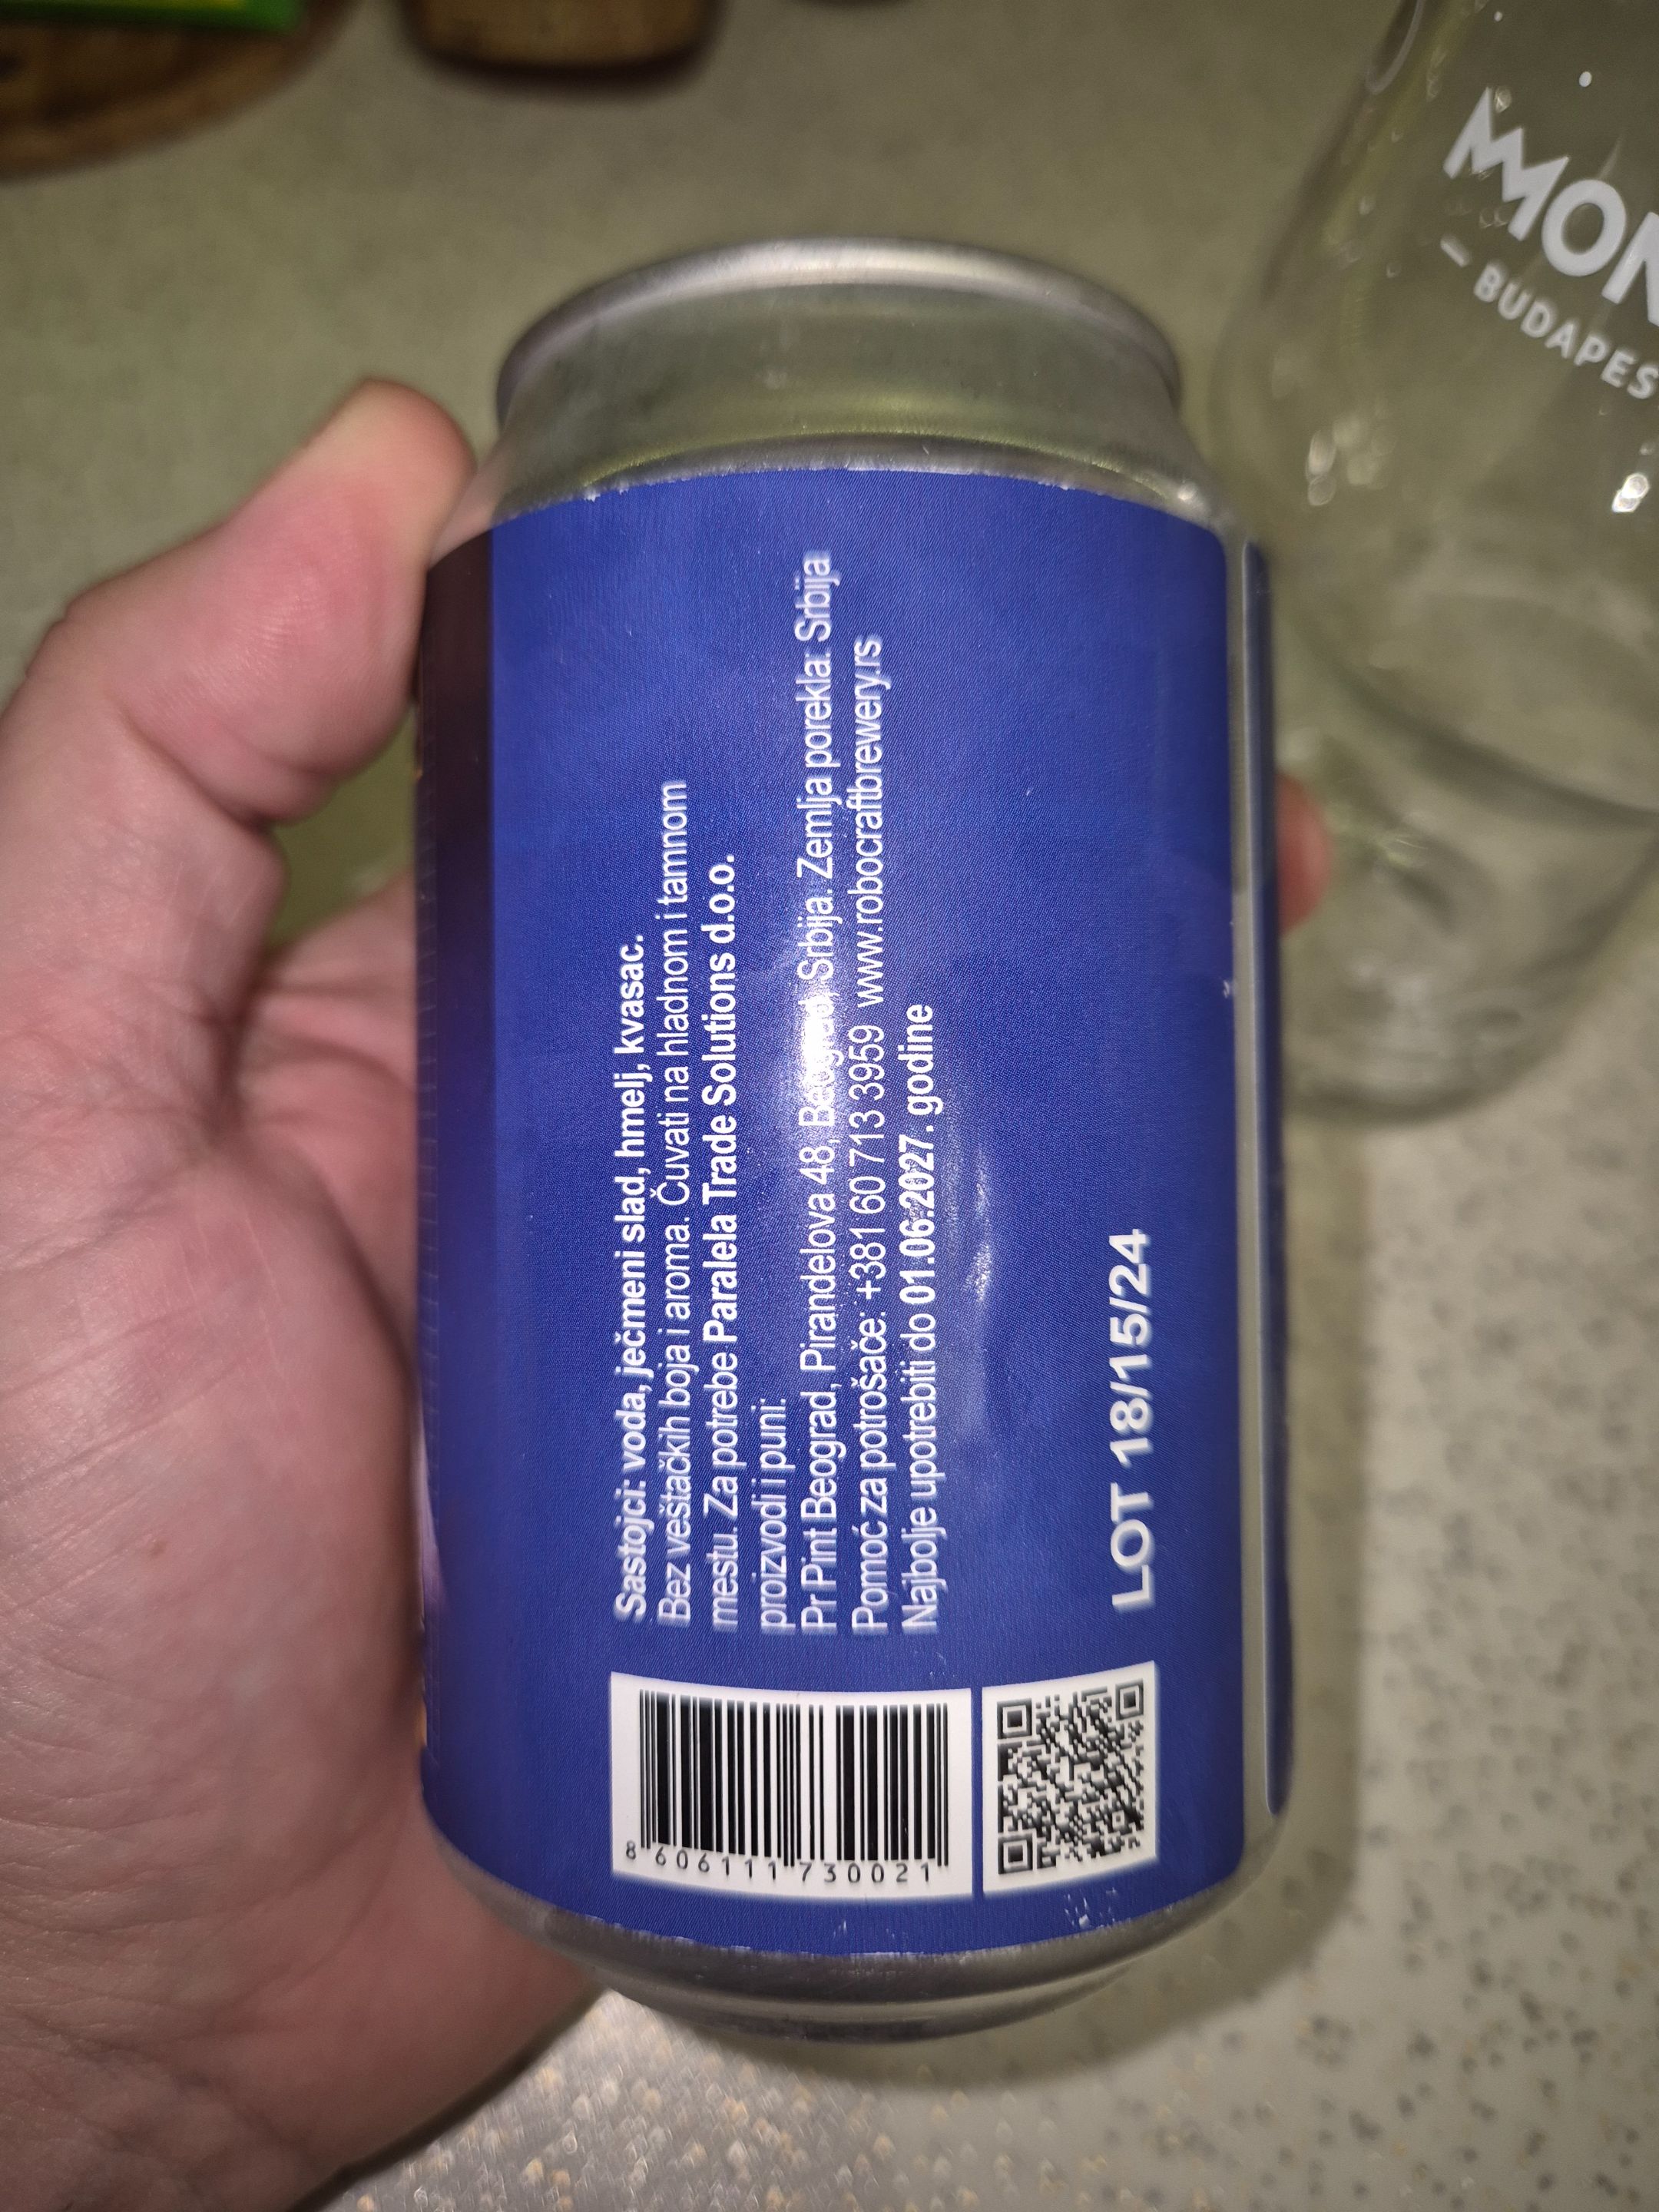 Sastojci: voda, ječmeni slad, hmelj, kvasac.
Bez veštačkih boja i aroma. Čuvati na hladnom i tamnom
mestu. Za potrebe Paralela Trade Solutions d.o.o.
proizvodi i puni:
Pr Pint Beograd, Pirandelova 48, Beograd, Srbija. Zemlja porekla: Srbija
Pomoć za potrošače: +381 60 713 3959 www.robocraftbrewery.rs
Najbolje upotrebiti do 01.06.2027. godine
LOT 18/15/24
8 606111 730021